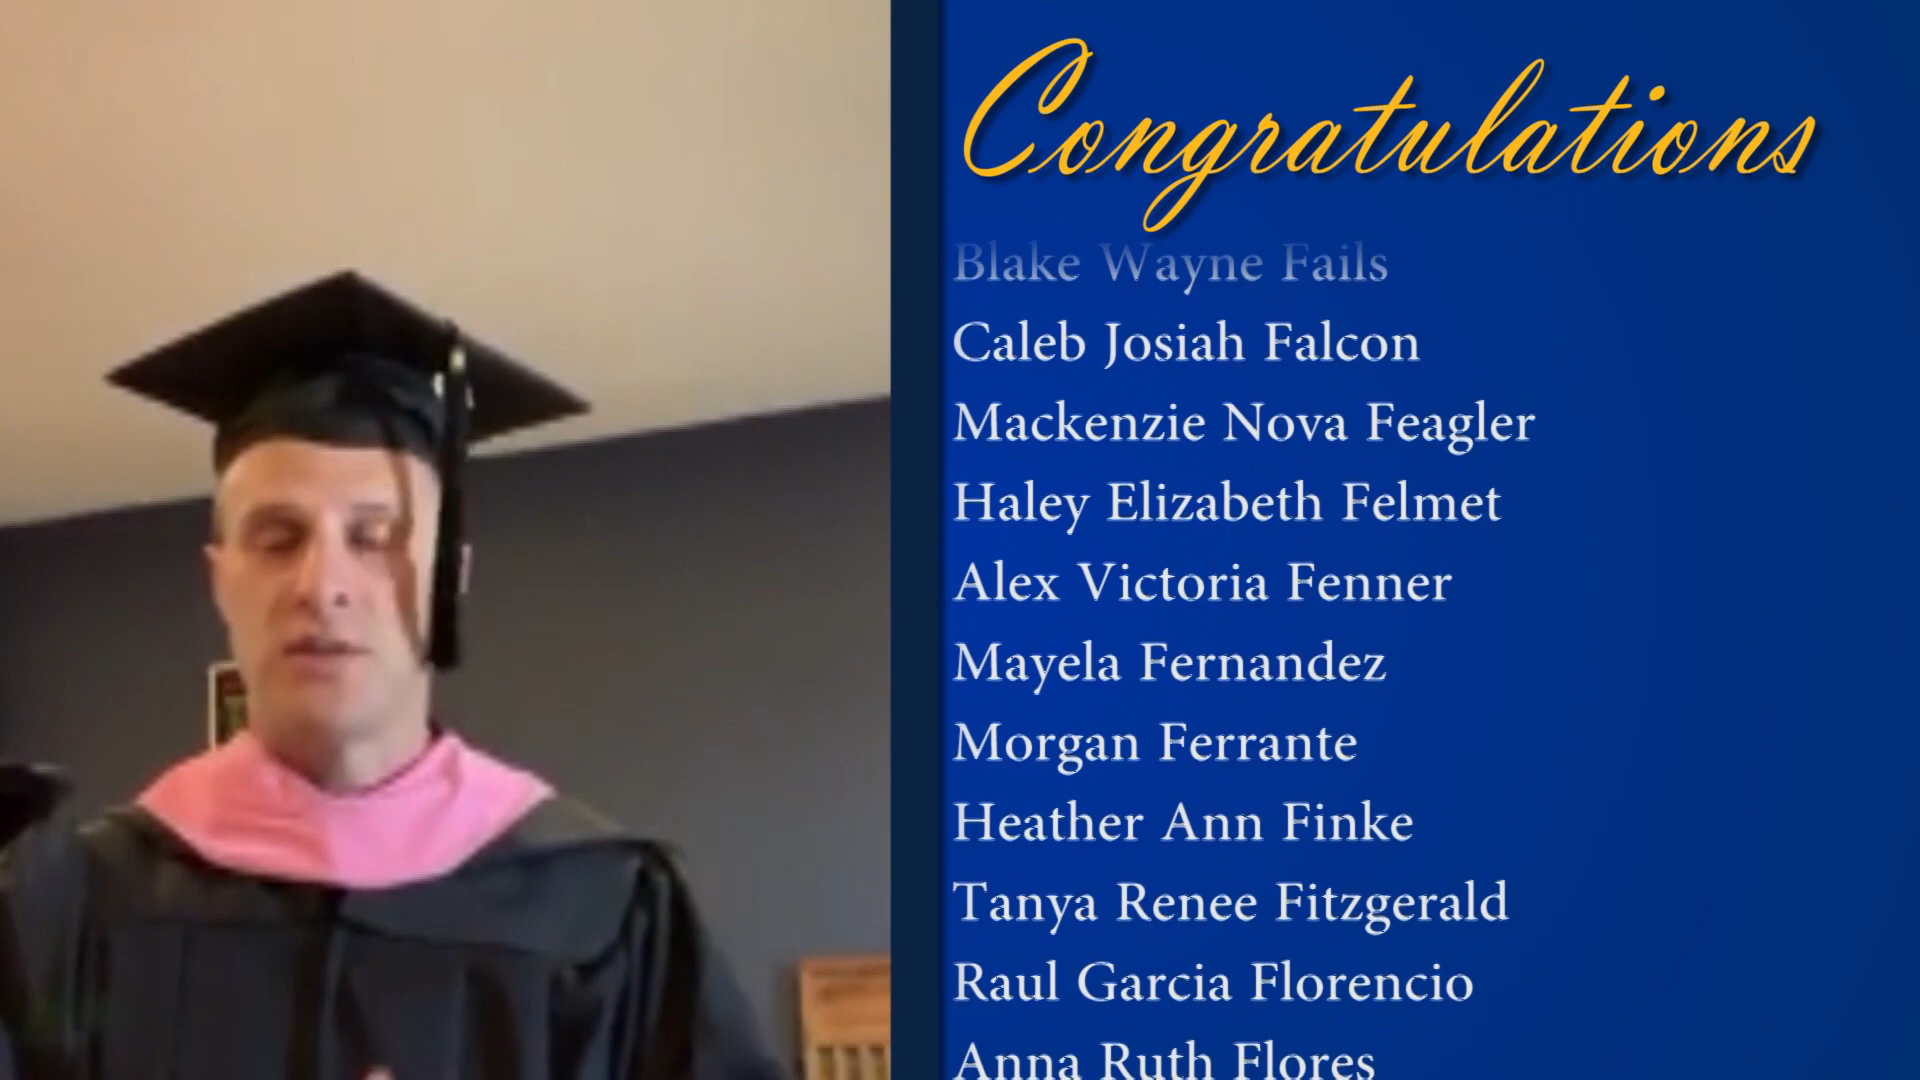 Congratulations
Blake Wayne Fails
Caleb Josiah Falcon
Mackenzie Nova Feagler
Haley Elizabeth Felmet
Alex Victoria Fenner
Mayela Fernandez
Morgan Ferrante
Heather Ann Finke
Tanya Renee Fitzgerald
Raul Garcia Florencio
Anna Ruth Flores